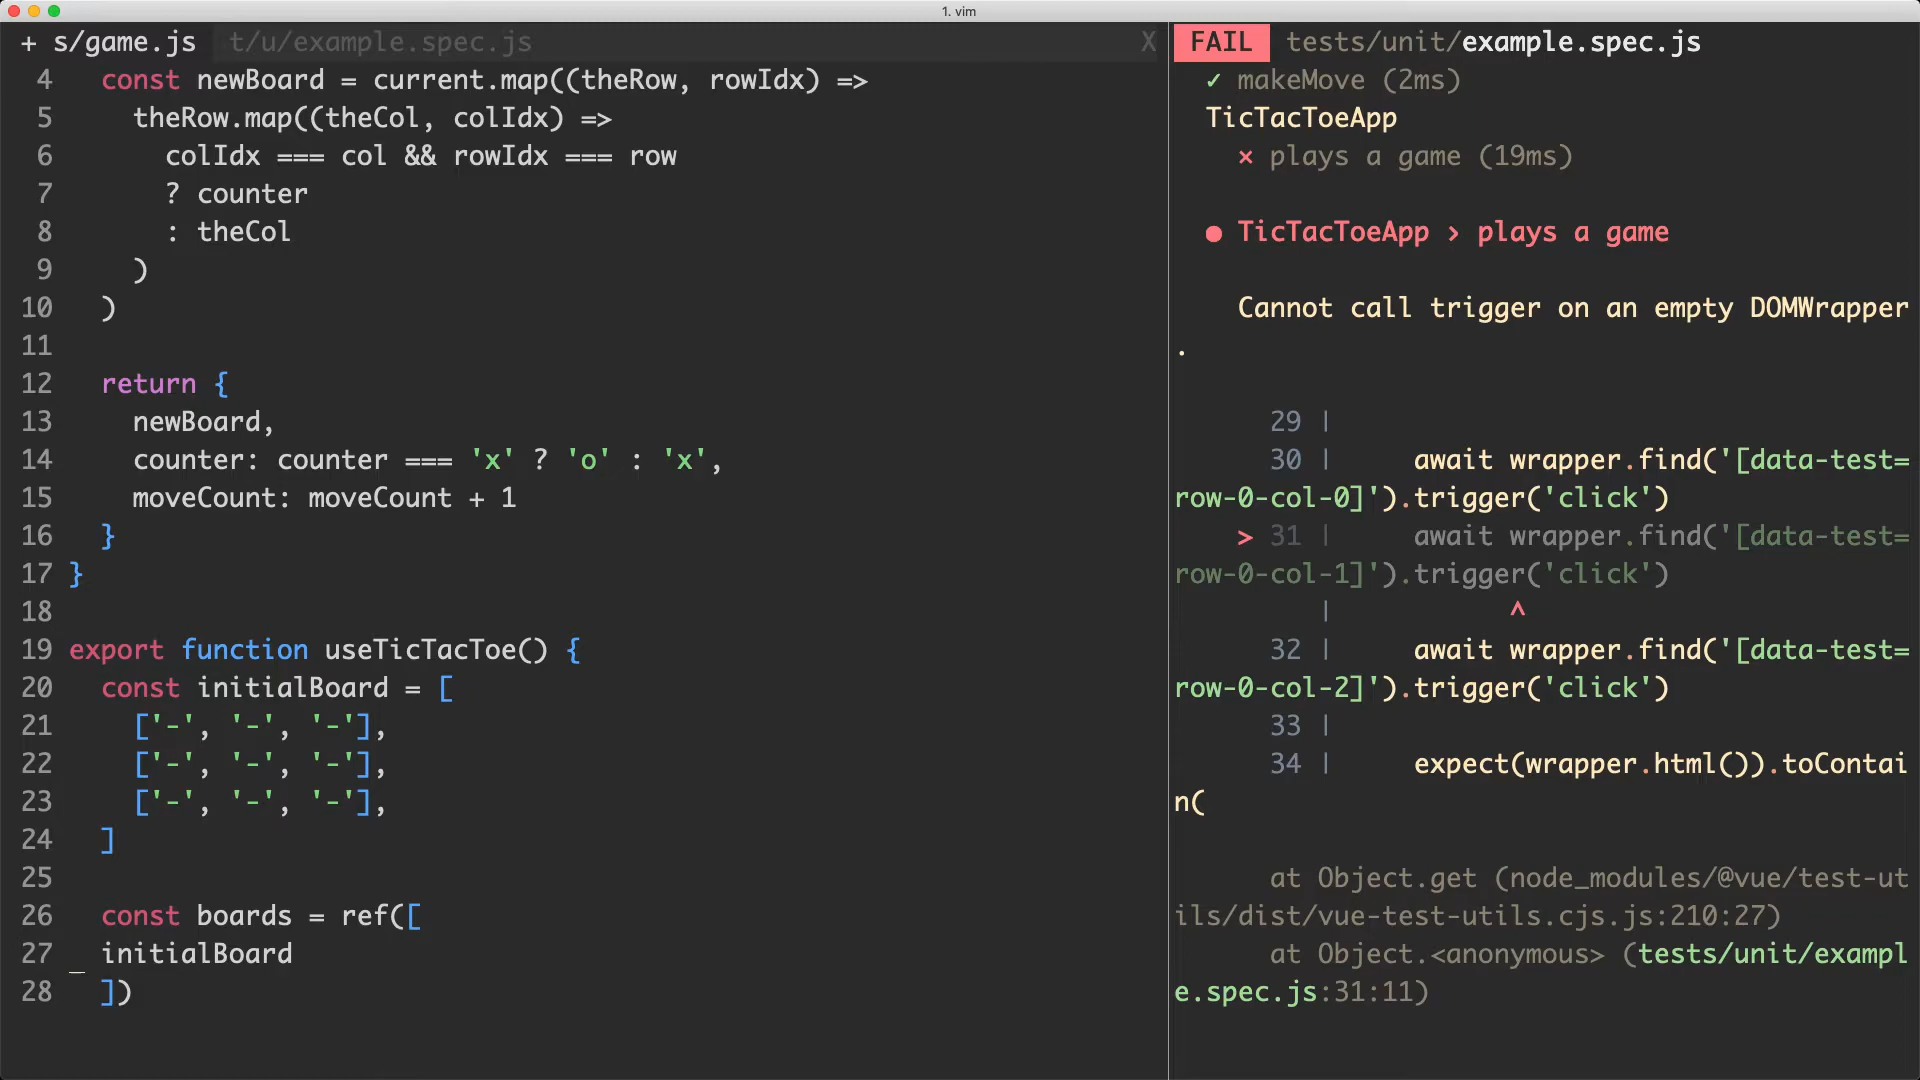 1. vim
+ s/game.js  t/u/example.spec.js  X
4   const newBoard = current.map((theRow, rowIdx) =>
5     theRow.map((theCol, colIdx) =>
6       colIdx === col && rowIdx === row
7       ? counter
8       : theCol
9     )
10   )
11
12   return {
13     newBoard,
14     counter: counter === 'x' ? 'o' : 'x',
15     moveCount: moveCount + 1
16   }
17 }
18
19 export function useTicTacToe() {
20   const initialBoard = [
21     ['-', '-', '-'],
22     ['-', '-', '-'],
23     ['-', '-', '-'],
24   ]
25
26   const boards = ref([
27   initialBoard
28   ])
FAIL tests/unit/example.spec.js
✓ makeMove (2ms)
TicTacToeApp
✕ plays a game (19ms)
● TicTacToeApp › plays a game
Cannot call trigger on an empty DOMWrapper
.
29 |
30 |     await wrapper.find('[data-test=
row-0-col-0]').trigger('click')
> 31 |     await wrapper.find('[data-test=
row-0-col-1]').trigger('click')
|           ^
32 |     await wrapper.find('[data-test=
row-0-col-2]').trigger('click')
33 |
34 |     expect(wrapper.html()).toContai
n(
at Object.get (node_modules/@vue/test-ut
ils/dist/vue-test-utils.cjs.js:210:27)
at Object.<anonymous> (tests/unit/exampl
e.spec.js:31:11)